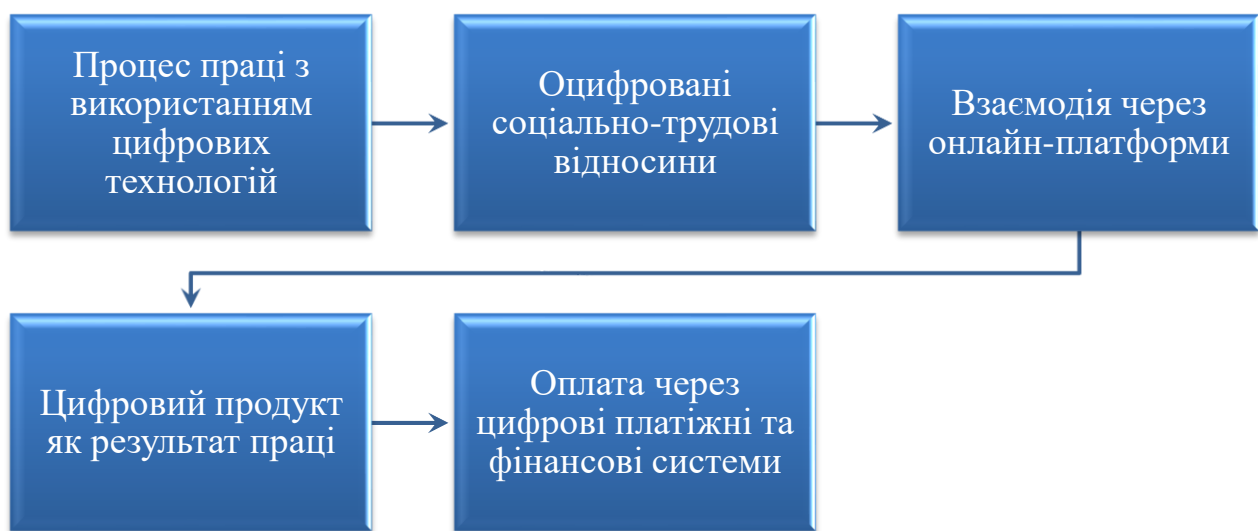 Процес праці з
використанням
цифрових
технологій
Оцифровані
соціально-трудові
відносини
Взаємодія через
онлайн-платформи
Цифровий продукт
як результат праці
Оплата через
цифрові платіжні та
фінансові системи